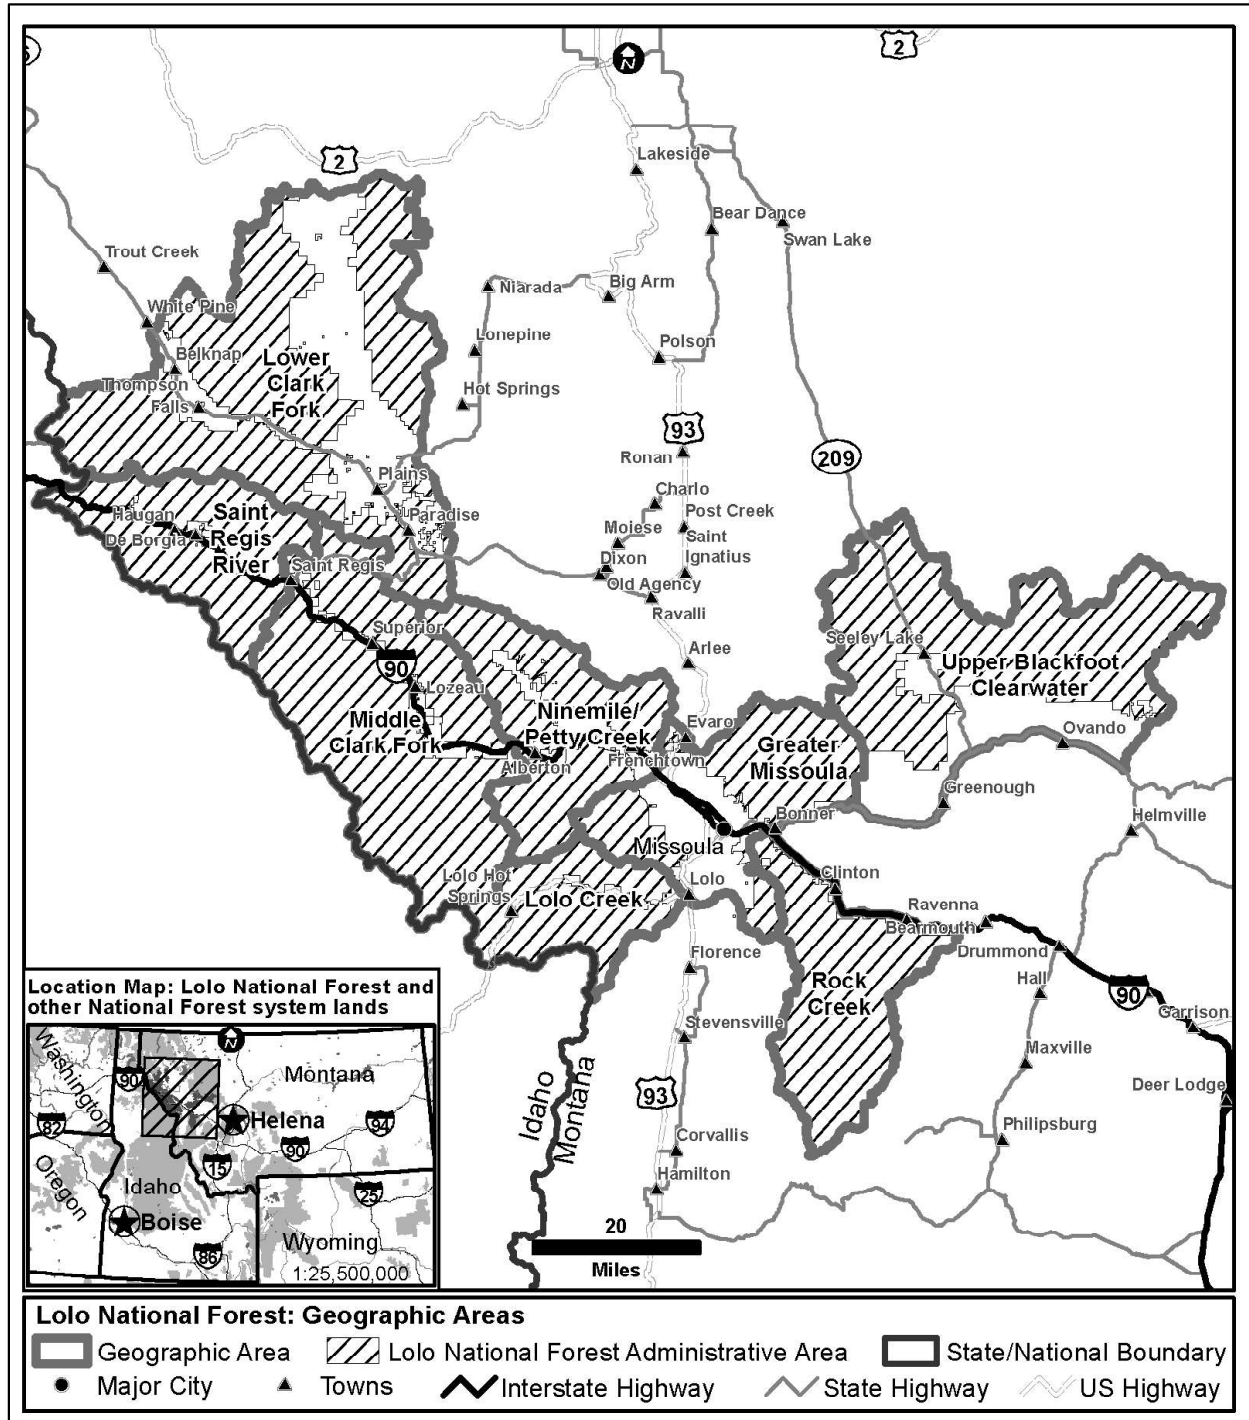 2
N
2
Lakeside
Bear Dance
Swan Lake
Trout Creek
Big Arm
Niarada
White Pine
Lonepine
Polson
Belknap
Lower
Clark
Fork
Thompson
Falls
Hot Springs
93
Ronan
209
Plains
Charlo
Paradise
Post Creek
Haugan
Saint
Regis
River
De Borgia
Moiese
Saint
Ignatius
Dixon
Saint Regis
Old Agency
Ravalli
Superior
Seeley Lake
Arlee
90
Upper Blackfoot
Clearwater
Lozeau
Middle
Clark Fork
Ninemile/
Petty Creek
Evaro
Ovando
Greater
Missoula
Alberton
Frenchtown
Greenough
Bonner
Helmville
Missoula
Lolo Hot
Springs
Lolo
Clinton
Lolo Creek
Ravenna
Bearmouth
Florence
Drummond
Rock
Creek
Hall
90
Garrison
Stevensville
Maxville
Deer Lodge
Idaho
Montana
93
Corvallis
Philipsburg
Hamilton
20
Miles
Location Map: Lolo National Forest and
other National Forest system lands
N
Washington
90
Montana
82
Helena
94
90
15
Oregon
Idaho
25
Boise
Wyoming
86
1:25,500,000
Lolo National Forest: Geographic Areas
Geographic Area
Lolo National Forest Administrative Area
State/National Boundary
Major City
Towns
Interstate Highway
State Highway
US Highway